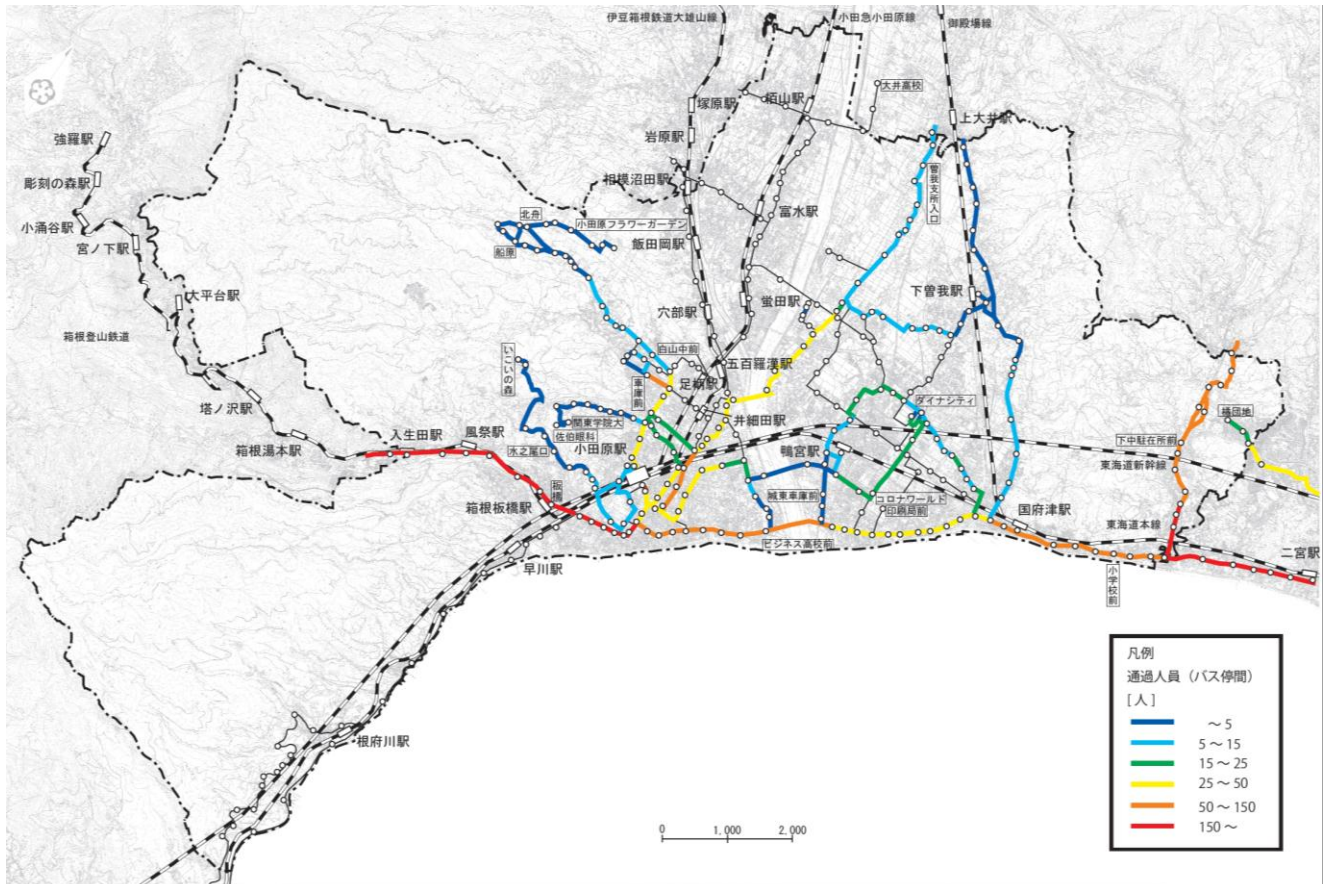 伊豆箱根鉄道大雄山線
小田急小田原線
御殿場線
大井高校
塚原駅
栢山駅
上大井駅
強羅駅
岩原駅
彫刻の森駅
相模沼田駅
曽我支所入口
小涌谷駅
宮ノ下駅
北舟
小田原フラワーガーデン
富水駅
船原
飯田岡駅
大平台駅
蛍田駅
下曽我駅
穴部駅
箱根登山鉄道
白山中前
五百羅漢駅
いこいの森
車庫前
足柄駅
塔ノ沢駅
ダイナシティ
橘団地
関東学院大
井細田駅
入生田駅
風祭駅
佐伯眼科
小田原駅
下中駐在所前
箱根湯本駅
水之尾口
鴨宮駅
東海道新幹線
板橋
城東車庫前
コロナワールド
箱根板橋駅
印刷局前
国府津駅
東海道本線
ビジネス高校前
二宮駅
早川駅
小学校前
根府川駅
凡例
通過人員（バス停間）
[人]
～5
5～15
15～25
25～50
50～150
150～
0 1,000 2,000